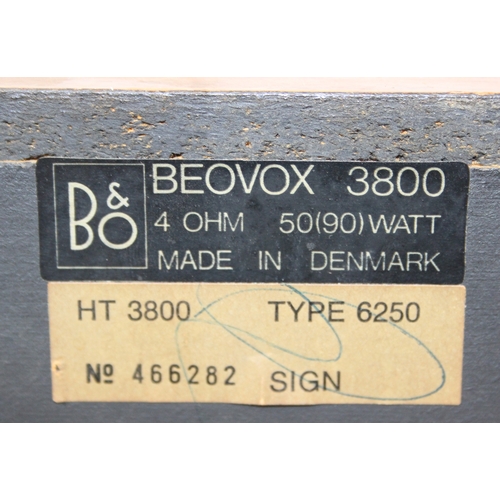 B&O
BEOVOX 3800
4 OHM 50(90)WATT
MADE IN DENMARK
HT 3800 TYPE 6250
Nº 466282 SIGN